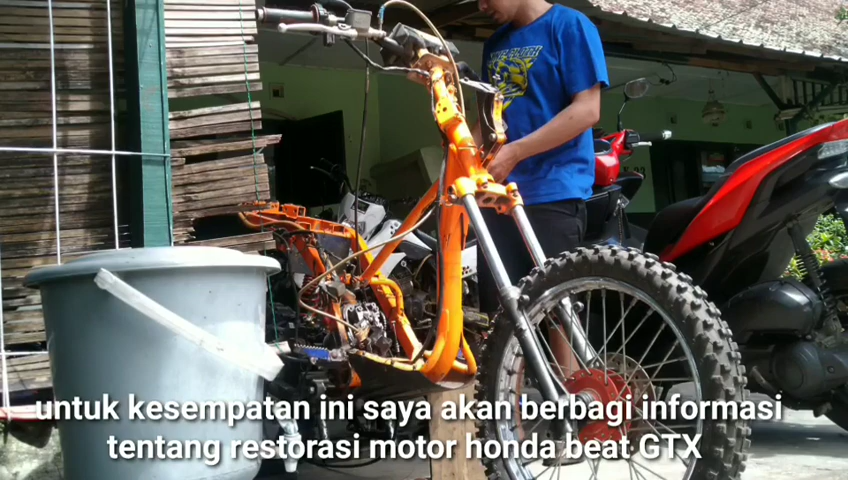 untuk kesempatan ini saya akan berbagi informasi
tentang restorasi motor honda beat GTX